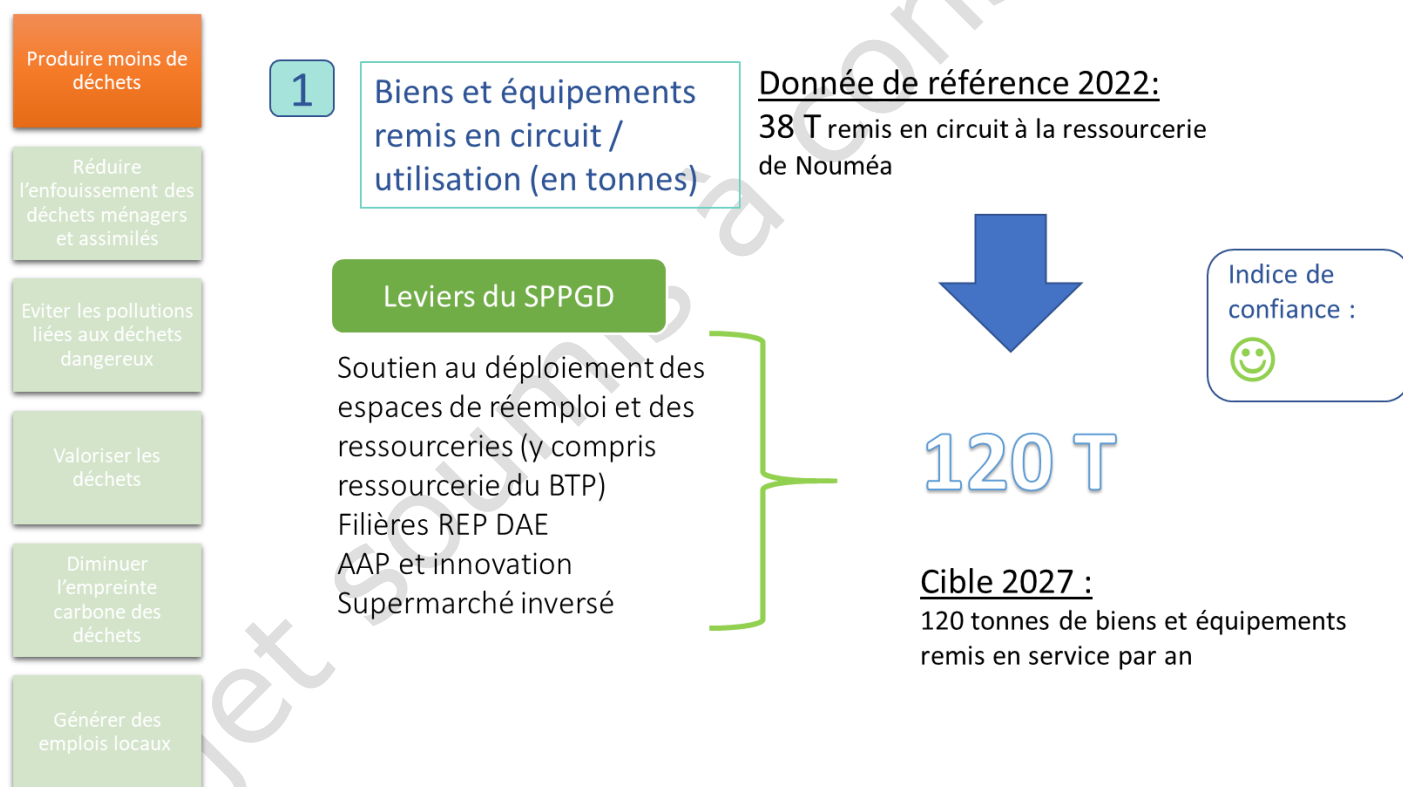 Produire moins de
déchets
Réduire
l'enfouissement des
déchets ménagers
et assimilés
Eviter les pollutions
liées aux déchets
dangereux
Valoriser les
déchets
Diminuer
l'empreinte
carbone des
déchets
Générer des
emplois locaux
1
Biens et équipements
remis en circuit /
utilisation (en tonnes)
Donnée de référence 2022:
38 T remis en circuit à la ressourcerie
de Nouméa
Leviers du SPPGD
Soutien au déploiement des
espaces de réemploi et des
ressourceries (y compris
ressourcerie du BTP)
Filières REP DAE
AAP et innovation
Supermarché inversé
Indice de
confiance :
120 T
Cible 2027 :
120 tonnes de biens et équipements
remis en service par an
jet soumis à con